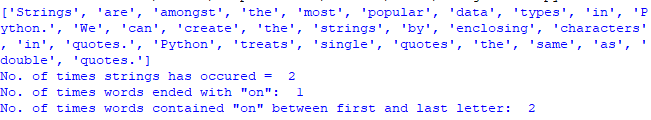 ['Strings', 'are', 'amongst', 'the', 'most', 'popular', 'data', 'types', 'in', 'P
ython.', 'We', 'can', 'create', 'the', 'strings', 'by', 'enclosing', 'characters'
, 'in', 'quotes.', 'Python', 'treats', 'single', 'quotes', 'the', 'same', 'as', '
double', 'quotes.']
No. of times strings has occured =  2
No. of times words ended with "on":  1
No. of times words contained "on" between first and last letter:  2